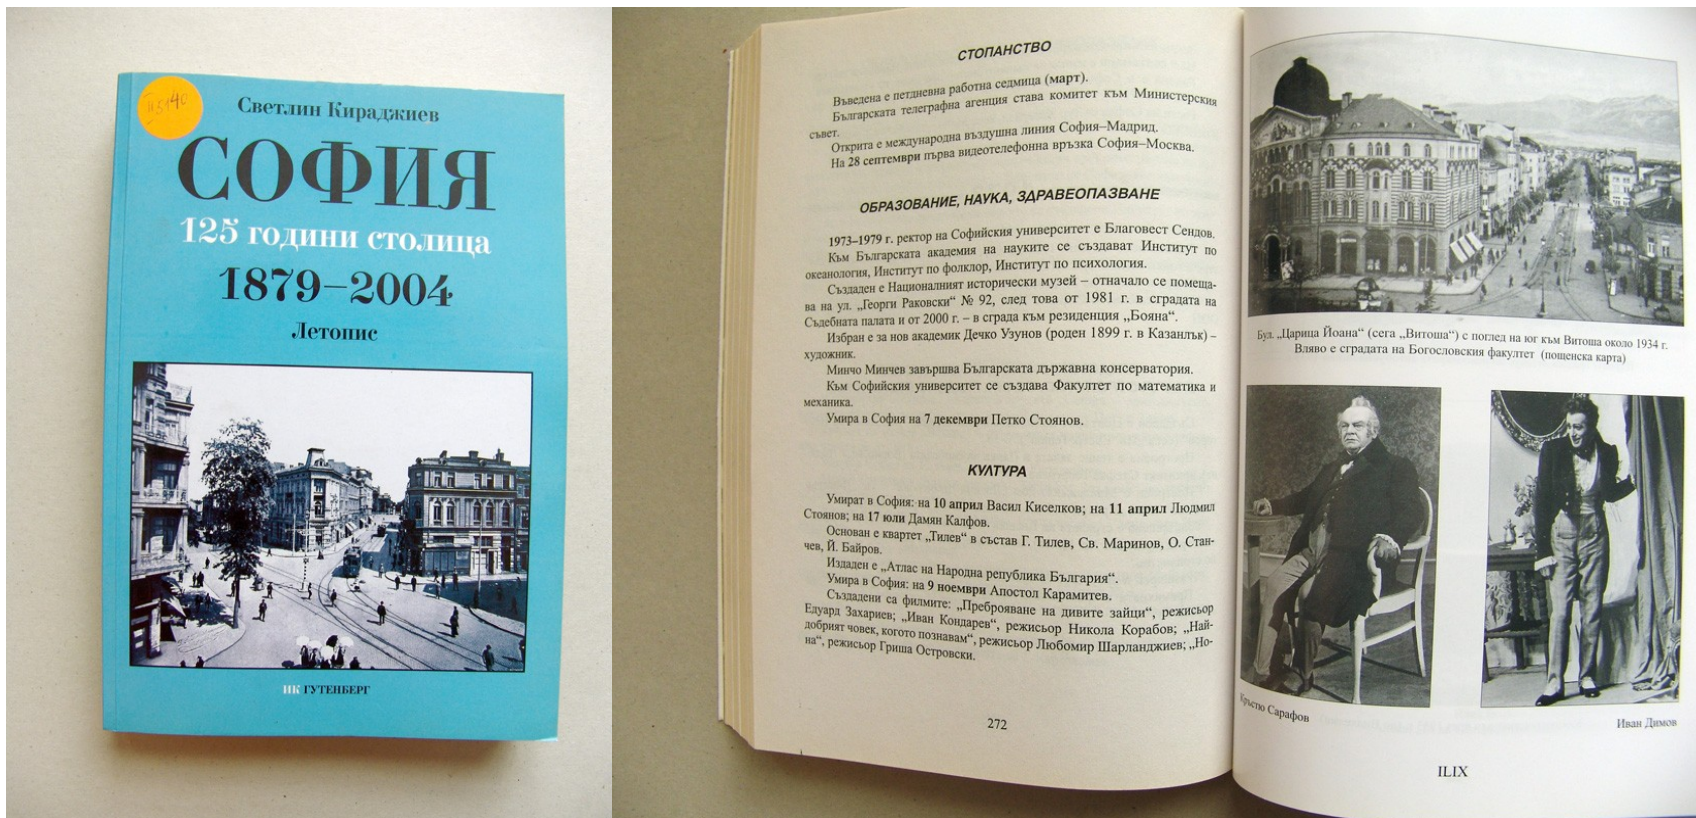 Светлин Кираджиев
СОФИЯ
125 години столица
1879–2004
Летопис
ИК ГУТЕНБЕРГ
СТОПАНСТВО
Въведена е петдневна работна седмица (март).
Българската телеграфна агенция става комитет към Министерския
съвет.
Открита е международна въздушна линия София–Мадрид.
На 28 септември първа видеотелефонна връзка София–Москва.
ОБРАЗОВАНИЕ, НАУКА, ЗДРАВЕОПАЗВАНЕ
1973–1979 г. ректор на Софийския университет е Благовест Сендов.
Към Българската академия на науките се създават Институт по
океанология, Институт по фолклор, Институт по психология.
Създаден е Националният исторически музей – отначало се помеща-
ва на ул. „Георги Раковски“ № 92, след това от 1981 г. в сградата на
Съдебната палата и от 2000 г. – в сграда към резиденция „Бояна“.
Избран е за нов академик Дечко Узунов (роден 1899 г. в Казанлък) –
художник.
Минчо Минчев завършва Българската държавна консерватория.
Към Софийския университет се създава Факултет по математика и
механика.
Умира в София на 7 декември Петко Стоянов.
КУЛТУРА
Умират в София: на 10 април Васил Киселков; на 11 април Людмил
Стоянов; на 17 юли Дамян Калфов.
Основан е квартет „Тилев“ в състав Г. Тилев, Св. Маринов, О. Стан-
чев, Й. Байров.
Издаден е „Атлас на Народна република България“.
Умира в София: на 9 ноември Апостол Карамитев.
Създадени са филмите: „Преброяване на дивите зайци“, режисьор
Едуард Захариев; „Иван Кондарев“, режисьор Никола Корабов; „Най-
добрият човек, когото познавам“, режисьор Любомир Шарланджиев; „Но-
на“, режисьор Гриша Островски.
272
Бул. „Царица Йоана“ (сега „Витоша“) с поглед на юг към Витоша около 1934 г.
Вляво е сградата на Богословския факултет (пощенска карта)
Кръстю Сарафов
Иван Димов
ILIX